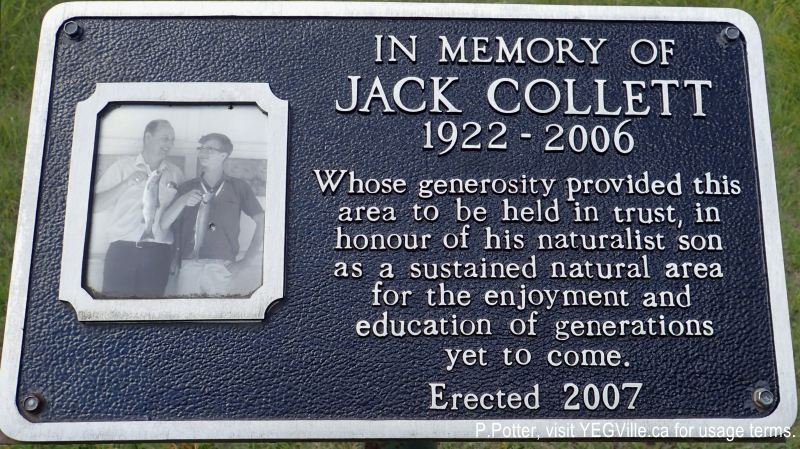 IN MEMORY OF
JACK COLLETT
1922 - 2006
Whose generosity provided this
area to be held in trust, in
honour of his naturalist son
as a sustained natural area
for the enjoyment and
education of generations
yet to come.
Erected 2007
P.Potter, visit YEGVille.ca for usage terms.